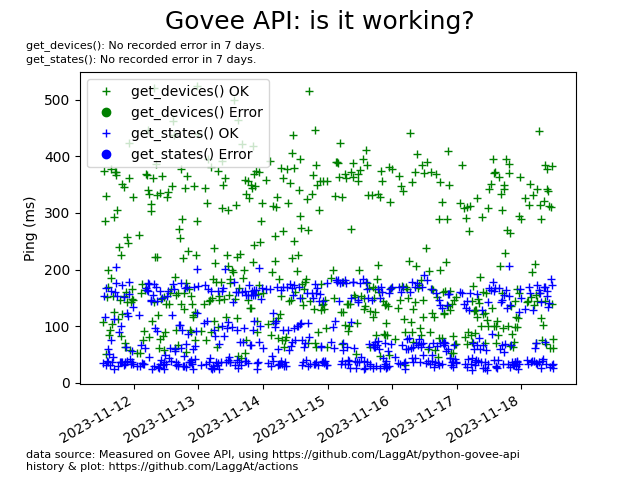 Govee API: is it working?
get_devices(): No recorded error in 7 days.
get_states(): No recorded error in 7 days.
get_devices() OK
get_devices() Error
get_states() OK
get_states() Error
Ping (ms)
500
400
300
200
100
0
2023-11-12
2023-11-13
2023-11-14
2023-11-15
2023-11-16
2023-11-17
2023-11-18
data source: Measured on Govee API, using https://github.com/LaggAt/python-govee-api
history & plot: https://github.com/LaggAt/actions